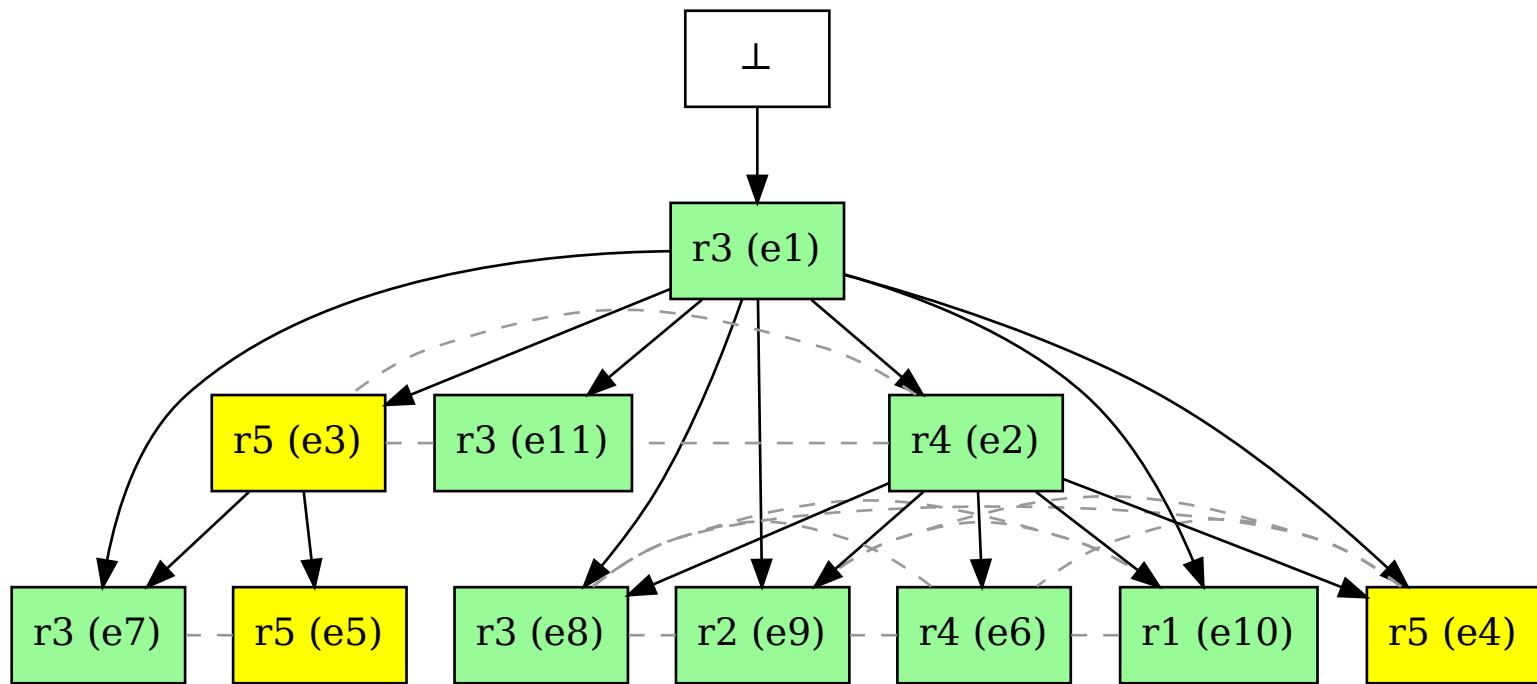 ⊥
r3 (e1)
r5 (e3)
r3 (e11)
r4 (e2)
r3 (e7)
r5 (e5)
r3 (e8)
r2 (e9)
r4 (e6)
r1 (e10)
r5 (e4)